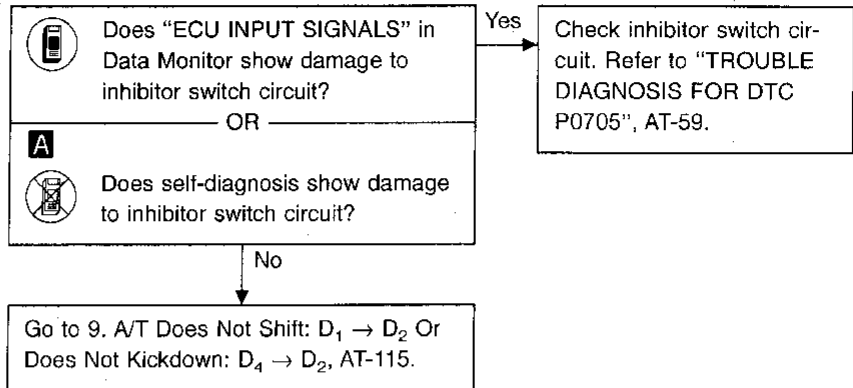 Does “ECU INPUT SIGNALS” in
Data Monitor show damage to
inhibitor switch circuit?
OR
A
Does self-diagnosis show damage
to inhibitor switch circuit?
Yes
Check inhibitor switch cir-
cuit. Refer to “TROUBLE
DIAGNOSIS FOR DTC
P0705”, AT-59.
No
Go to 9. A/T Does Not Shift: D₁ → D₂ Or
Does Not Kickdown: D₄ → D₂, AT-115.